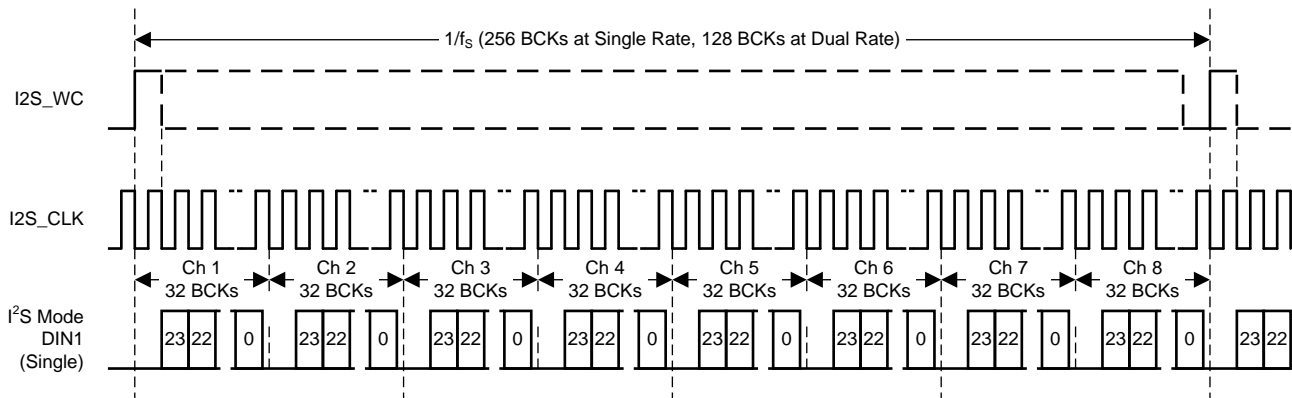 1/fS (256 BCKs at Single Rate, 128 BCKs at Dual Rate)
I2S_WC
I2S_CLK
Ch 1 Ch 2 Ch 3 Ch 4 Ch 5 Ch 6 Ch 7 Ch 8
32 BCKs 32 BCKs 32 BCKs 32 BCKs 32 BCKs 32 BCKs 32 BCKs 32 BCKs
I2S Mode
DIN1
(Single)
23 22 0 23 22 0 23 22 0 23 22 0 23 22 0 23 22 0 23 22 0 23 22 0 23 22